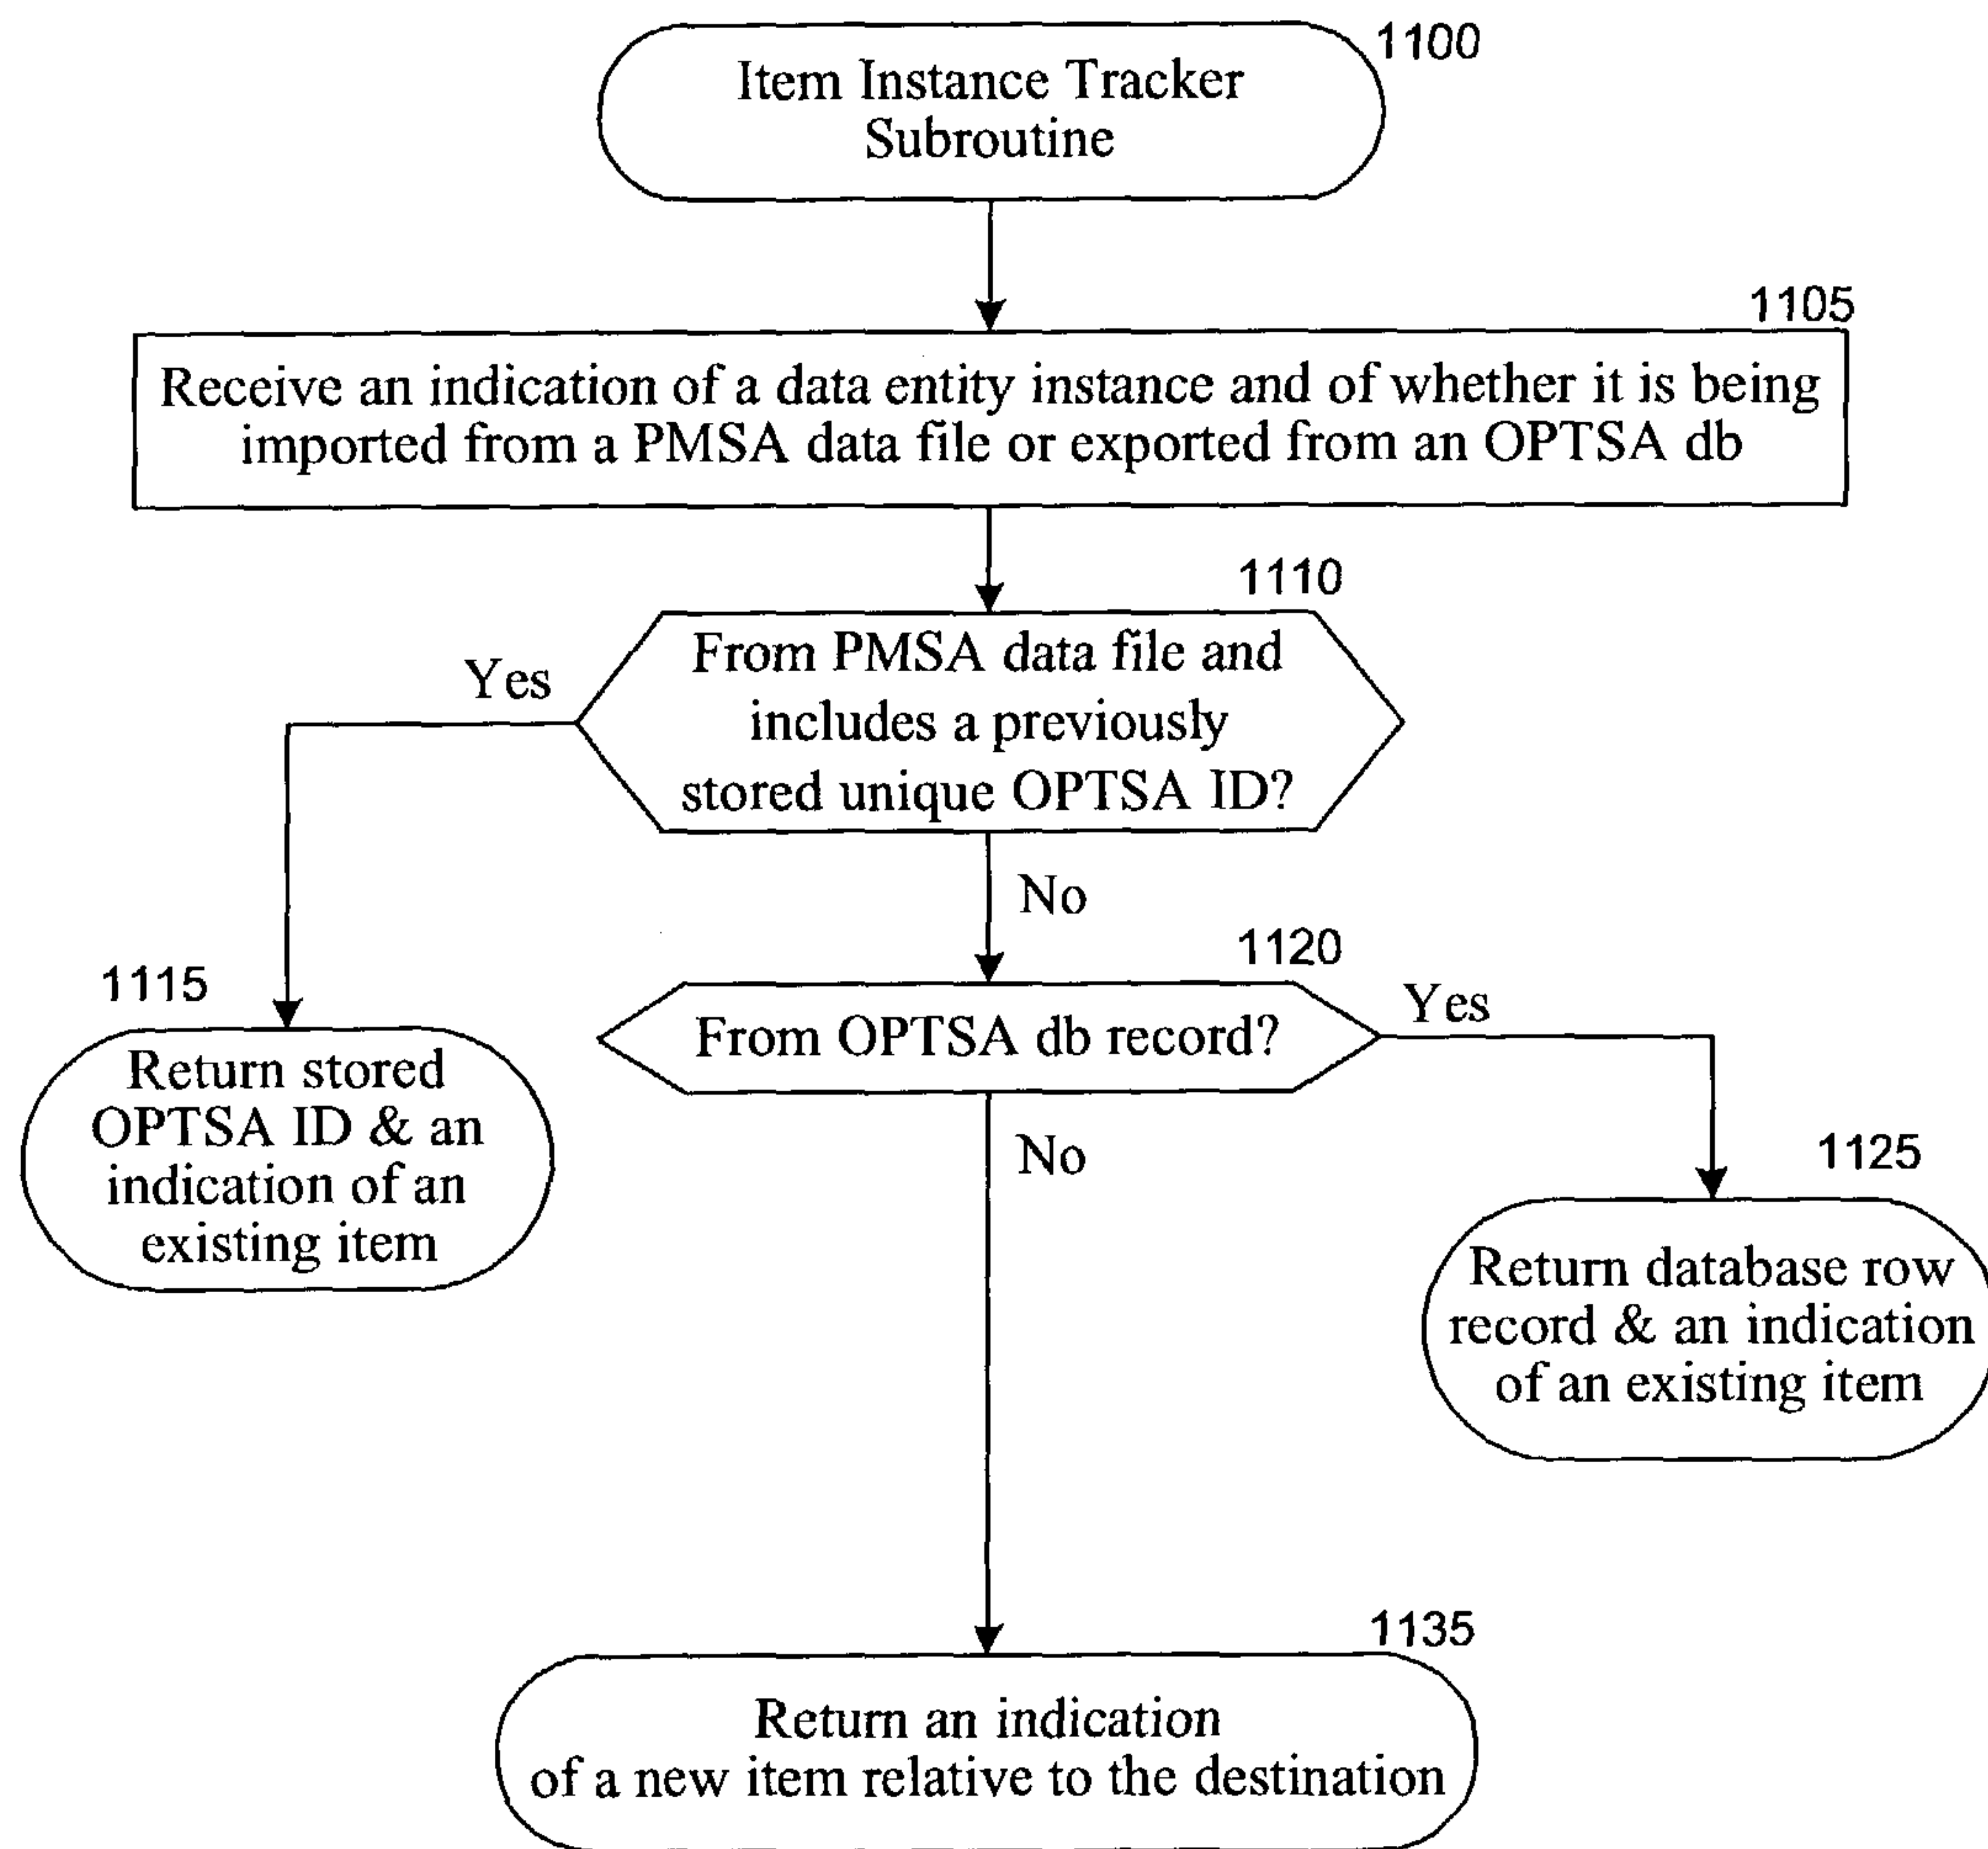 1100
Item Instance Tracker
Subroutine
1105
Receive an indication of a data entity instance and of whether it is being
imported from a PMSA data file or exported from an OPTSA db
1110
From PMSA data file and
includes a previously
stored unique OPTSA ID?
Yes
No
1120
From OPTSA db record?
Yes
No
1115
Return stored
OPTSA ID & an
indication of an
existing item
1125
Return database row
record & an indication
of an existing item
1135
Return an indication
of a new item relative to the destination